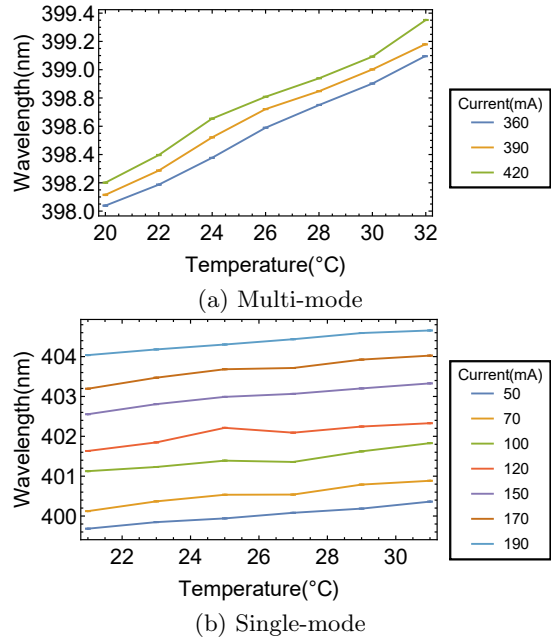 399.4
399.2
399.0
398.8
398.6
398.4
398.2
398.0
Wavelength(nm)
20 22 24 26 28 30 32
Temperature(°C)
Current(mA)
360
390
420
(a) Multi-mode
404
403
402
401
400
Wavelength(nm)
22 24 26 28 30
Temperature(°C)
Current(mA)
50
70
100
120
150
170
190
(b) Single-mode